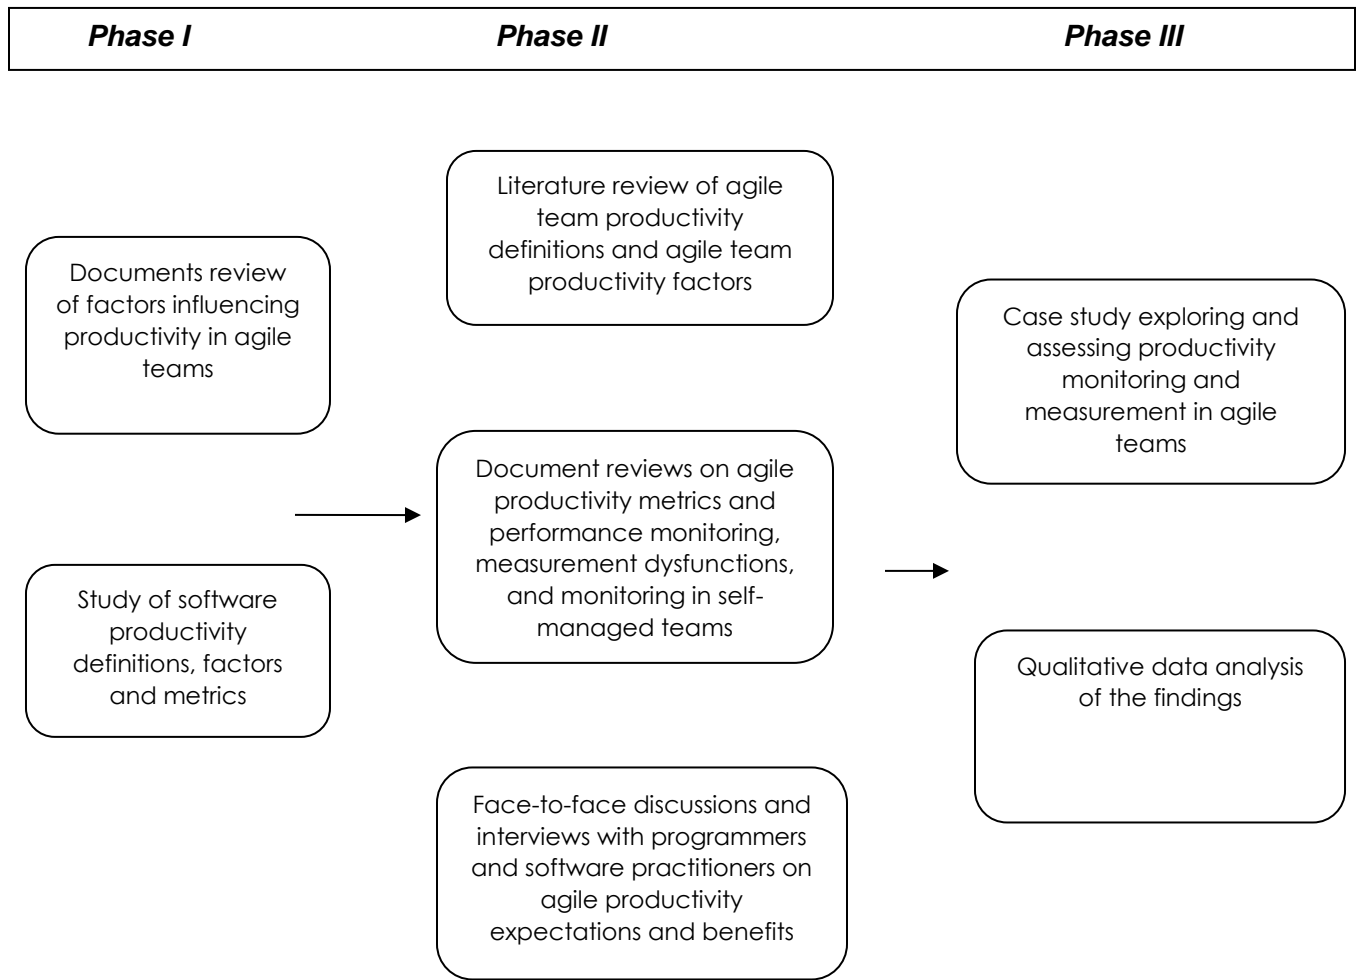 Phase I
Phase II
Phase III
Documents review
of factors influencing
productivity in agile
teams
Study of software
productivity
definitions, factors
and metrics
Literature review of agile
team productivity
definitions and agile team
productivity factors
Document reviews on agile
productivity metrics and
performance monitoring,
measurement dysfunctions,
and monitoring in self-
managed teams
Face-to-face discussions and
interviews with programmers
and software practitioners on
agile productivity
expectations and benefits
Case study exploring and
assessing productivity
monitoring and
measurement in agile
teams
Qualitative data analysis
of the findings